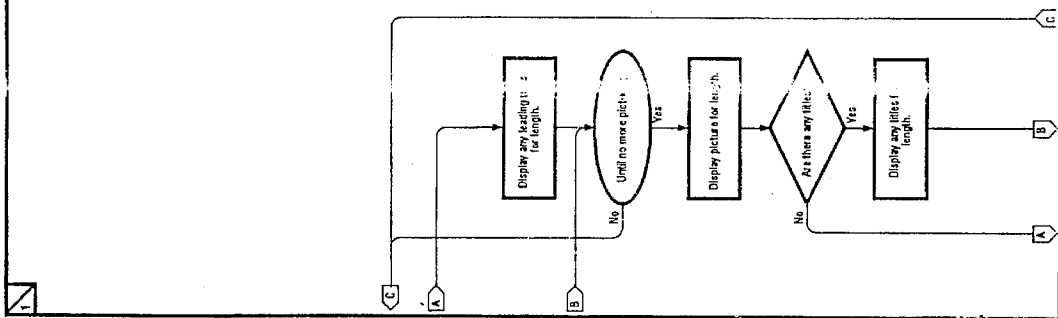 1
C
A
B
Display any leading
for length.
Until no more
No
Yes
Display picture for length.
Are there any titles
No
Yes
Display any titles
length.
A
B
C